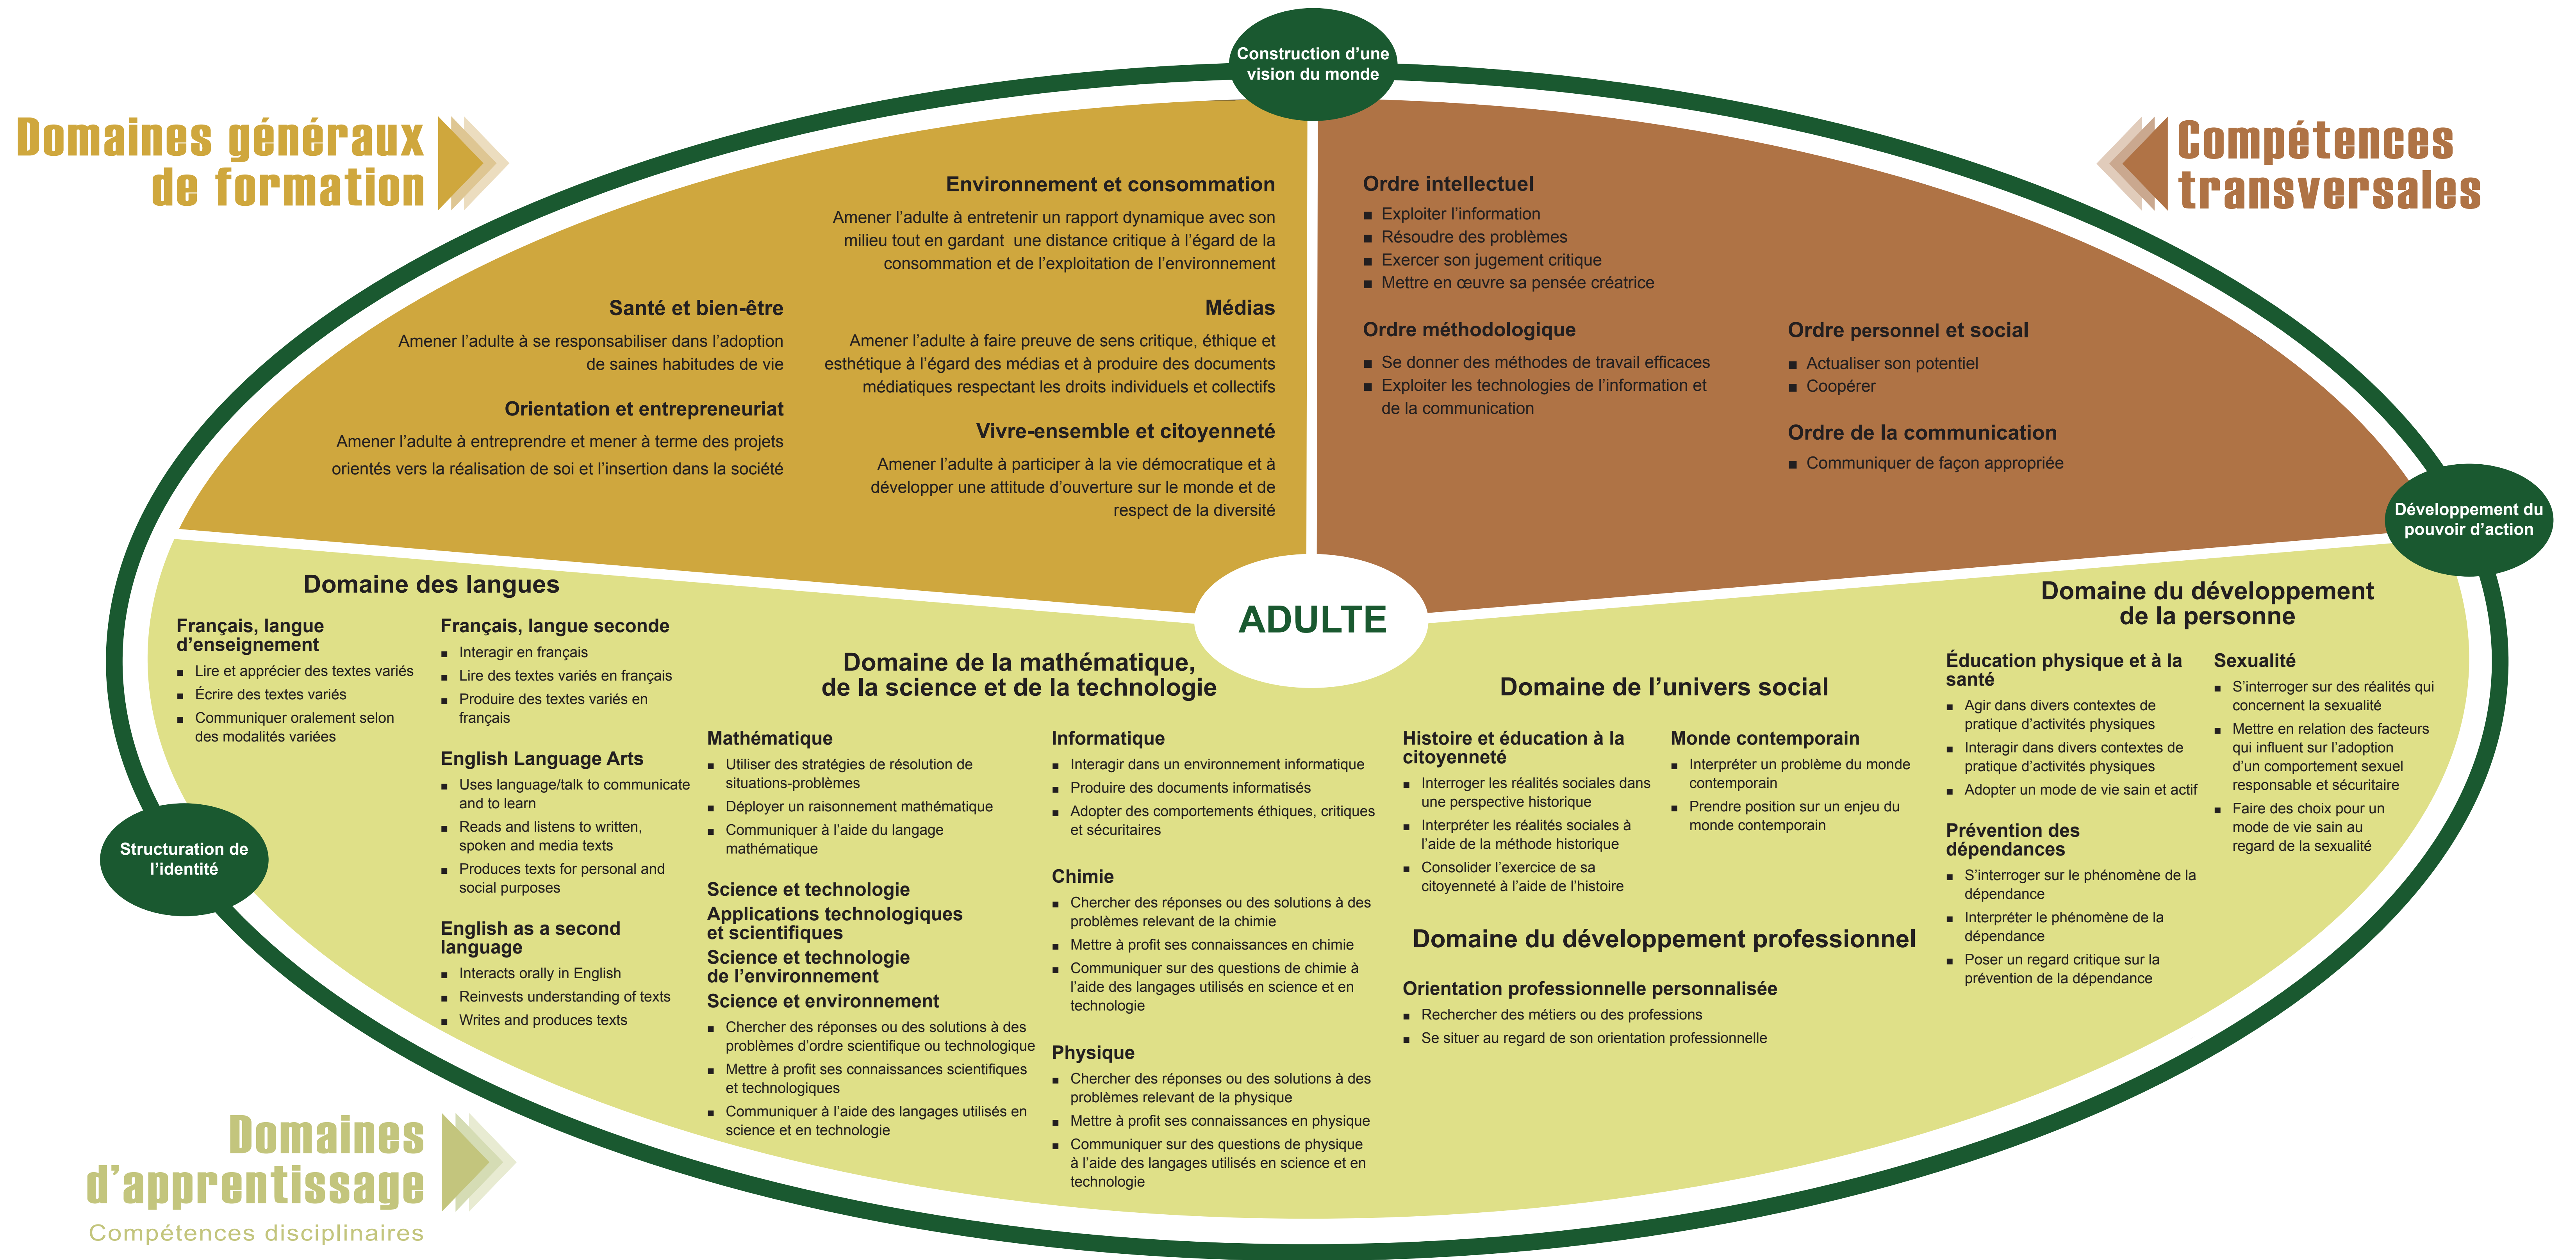 Construction d’une
vision du monde
Domaines généraux
de formation
Compétences
transversales
Environnement et consommation
Amener l’adulte à entretenir un rapport dynamique avec son
milieu tout en gardant une distance critique à l’égard de la
consommation et de l’exploitation de l’environnement
Santé et bien-être
Amener l’adulte à se responsabiliser dans l’adoption
de saines habitudes de vie
Orientation et entrepreneuriat
Amener l’adulte à entreprendre et mener à terme des projets
orientés vers la réalisation de soi et l’insertion dans la société
Médias
Amener l’adulte à faire preuve de sens critique, éthique et
esthétique à l’égard des médias et à produire des documents
médiatiques respectant les droits individuels et collectifs
Vivre-ensemble et citoyenneté
Amener l’adulte à participer à la vie démocratique et à
développer une attitude d’ouverture sur le monde et de
respect de la diversité
Ordre intellectuel
■ Exploiter l’information
■ Résoudre des problèmes
■ Exercer son jugement critique
■ Mettre en œuvre sa pensée créatrice
Ordre méthodologique
■ Se donner des méthodes de travail efficaces
■ Exploiter les technologies de l’information et
de la communication
Ordre personnel et social
■ Actualiser son potentiel
■ Coopérer
Ordre de la communication
■ Communiquer de façon appropriée
Développement du
pouvoir d’action
ADULTE
Domaine des langues
Français, langue
d’enseignement
■ Lire et apprécier des textes variés
■ Écrire des textes variés
■ Communiquer oralement selon
des modalités variées
Français, langue seconde
■ Interagir en français
■ Lire des textes variés en français
■ Produire des textes variés en
français
English Language Arts
■ Uses language/talk to communicate
and to learn
■ Reads and listens to written,
spoken and media texts
■ Produces texts for personal and
social purposes
English as a second
language
■ Interacts orally in English
■ Reinvests understanding of texts
■ Writes and produces texts
Structuration de
l’identité
Domaine de la mathématique,
de la science et de la technologie
Mathématique
■ Utiliser des stratégies de résolution de
situations-problèmes
■ Déployer un raisonnement mathématique
■ Communiquer à l’aide du langage
mathématique
Science et technologie
Applications technologiques
et scientifiques
Science et technologie
de l’environnement
Science et environnement
■ Chercher des réponses ou des solutions à des
problèmes d’ordre scientifique ou technologique
■ Mettre à profit ses connaissances scientifiques
et technologiques
■ Communiquer à l’aide des langages utilisés en
science et en technologie
Informatique
■ Interagir dans un environnement informatique
■ Produire des documents informatisés
■ Adopter des comportements éthiques, critiques
et sécuritaires
Chimie
■ Chercher des réponses ou des solutions à des
problèmes relevant de la chimie
■ Mettre à profit ses connaissances en chimie
■ Communiquer sur des questions de chimie à
l’aide des langages utilisés en science et en
technologie
Physique
■ Chercher des réponses ou des solutions à des
problèmes relevant de la physique
■ Mettre à profit ses connaissances en physique
■ Communiquer sur des questions de physique
à l’aide des langages utilisés en science et en
technologie
Domaine de l’univers social
Histoire et éducation à la
citoyenneté
■ Interroger les réalités sociales dans
une perspective historique
■ Interpréter les réalités sociales à
l’aide de la méthode historique
■ Consolider l’exercice de sa
citoyenneté à l’aide de l’histoire
Monde contemporain
■ Interpréter un problème du monde
contemporain
■ Prendre position sur un enjeu du
monde contemporain
Domaine du développement professionnel
Orientation professionnelle personnalisée
■ Rechercher des métiers ou des professions
■ Se situer au regard de son orientation professionnelle
Domaine du développement
de la personne
Éducation physique et à la
santé
■ Agir dans divers contextes de
pratique d’activités physiques
■ Interagir dans divers contextes de
pratique d’activités physiques
■ Adopter un mode de vie sain et actif
Prévention des
dépendances
■ S’interroger sur le phénomène de la
dépendance
■ Interpréter le phénomène de la
dépendance
■ Poser un regard critique sur la
prévention de la dépendance
Sexualité
■ S’interroger sur des réalités qui
concernent la sexualité
■ Mettre en relation des facteurs
qui influent sur l’adoption
d’un comportement sexuel
responsable et sécuritaire
■ Faire des choix pour un
mode de vie sain au
regard de la sexualité
Domaines
d’apprentissage
Compétences disciplinaires